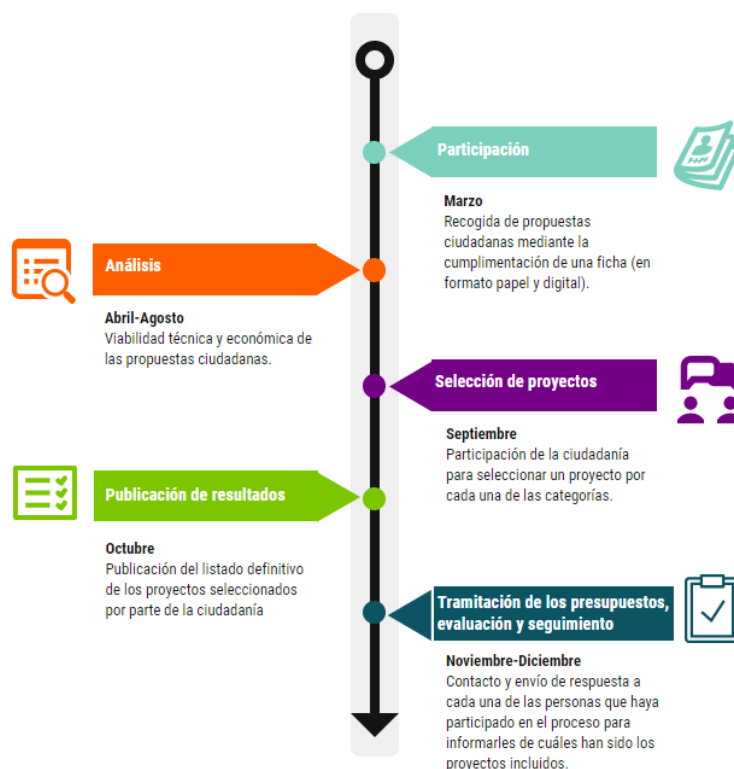 Participación
Marzo
Recogida de propuestas
ciudadanas mediante la
cumplimentación de una ficha (en
formato papel y digital).
Análisis
Abril-Agosto
Viabilidad técnica y económica de
las propuestas ciudadanas.
Selección de proyectos
Septiembre
Participación de la ciudadanía
para seleccionar un proyecto por
cada una de las categorías.
Publicación de resultados
Octubre
Publicación del listado definitivo
de los proyectos seleccionados
por parte de la ciudadanía
Tramitación de los presupuestos,
evaluación y seguimiento
Noviembre-Diciembre
Contacto y envío de respuesta a
cada una de las personas que haya
participado en el proceso para
informarles de cuáles han sido los
proyectos incluidos.